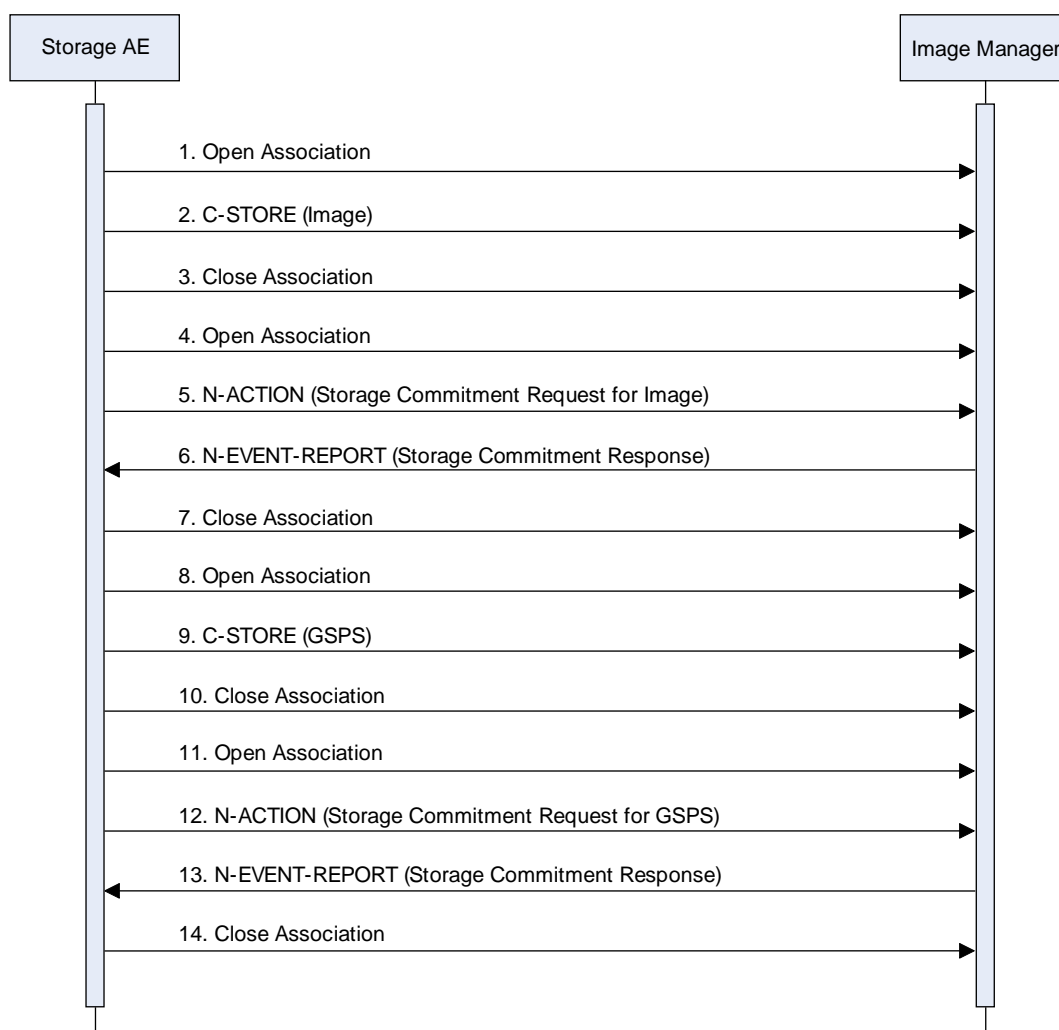 Storage AE
Image Manager
1. Open Association
2. C-STORE (Image)
3. Close Association
4. Open Association
5. N-ACTION (Storage Commitment Request for Image)
6. N-EVENT-REPORT (Storage Commitment Response)
7. Close Association
8. Open Association
9. C-STORE (GSPS)
10. Close Association
11. Open Association
12. N-ACTION (Storage Commitment Request for GSPS)
13. N-EVENT-REPORT (Storage Commitment Response)
14. Close Association